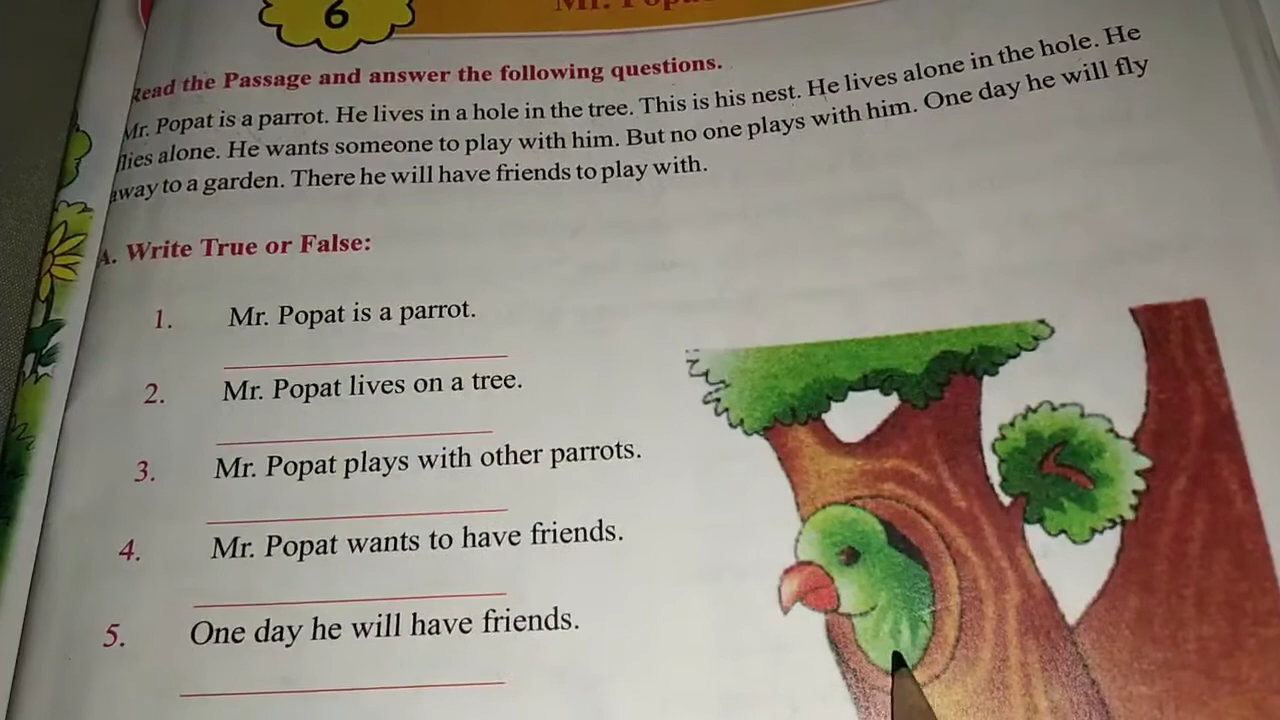 6
Read the Passage and answer the following questions.
Mr. Popat is a parrot. He lives in a hole in the tree. This is his nest. He lives alone in the hole. He
flies alone. He wants someone to play with him. But no one plays with him. One day he will fly
away to a garden. There he will have friends to play with.
A. Write True or False:
1. Mr. Popat is a parrot.
2. Mr. Popat lives on a tree.
3. Mr. Popat plays with other parrots.
4. Mr. Popat wants to have friends.
5. One day he will have friends.